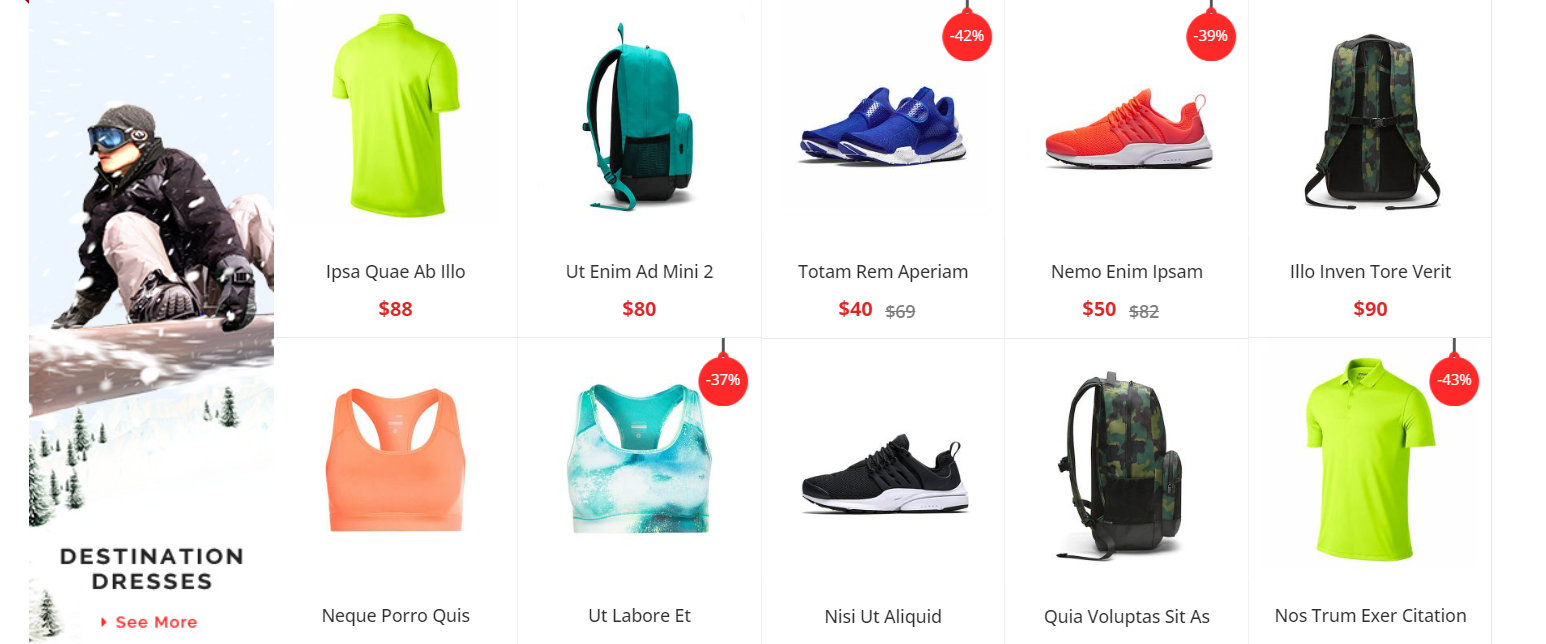 -42%
-39%
Ipsa Quae Ab Illo
Ut Enim Ad Mini 2
Totam Rem Aperiam
Nemo Enim Ipsam
Illo Inven Tore Verit
$88
$80
$40 $69
$50 $82
$90
-37%
-43%
DESTINATION
DRESSES
See More
Neque Porro Quis
Ut Labore Et
Nisi Ut Aliquid
Quia Voluptas Sit As
Nos Trum Exer Citation